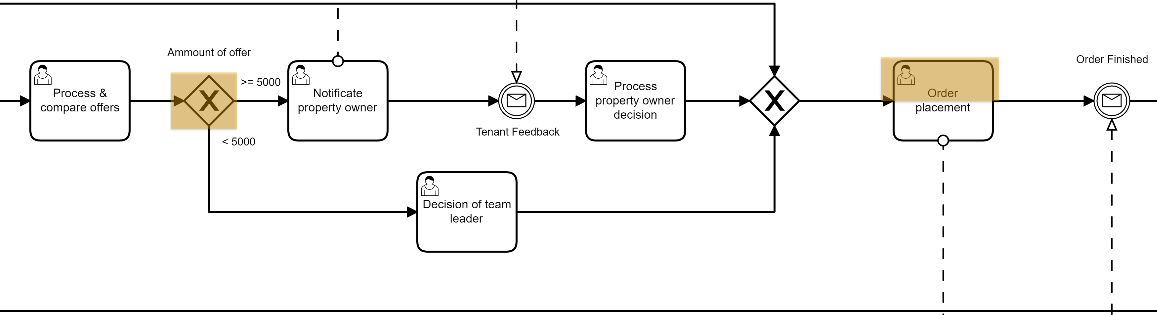 Ammount of offer
Process &
compare offers
X
>= 5000
< 5000
Notificate
property owner
Tenant Feedback
Process
property owner
decision
Decision of team
leader
X
Order
placement
Order Finished